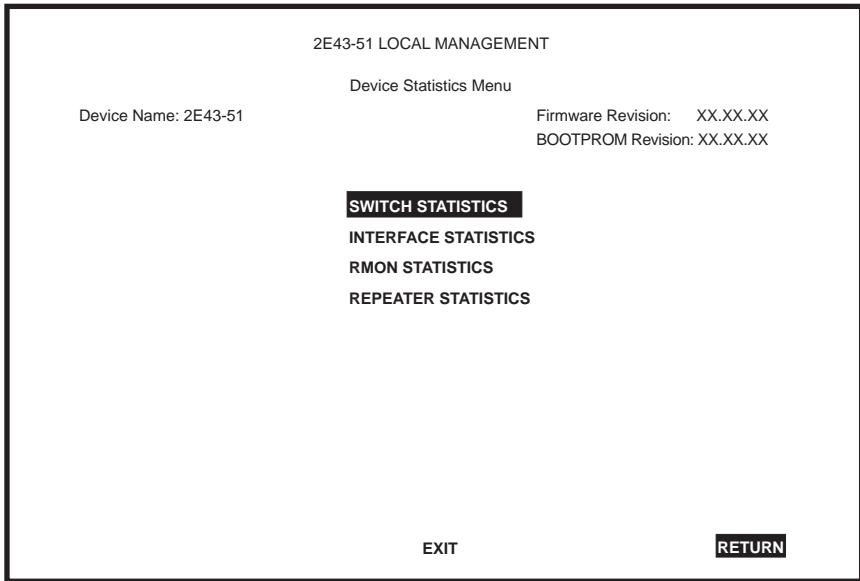 2E43-51 LOCAL MANAGEMENT
Device Statistics Menu
Device Name: 2E43-51 Firmware Revision: XX.XX.XX
BOOTPROM Revision: XX.XX.XX
SWITCH STATISTICS
INTERFACE STATISTICS
RMON STATISTICS
REPEATER STATISTICS
EXIT RETURN